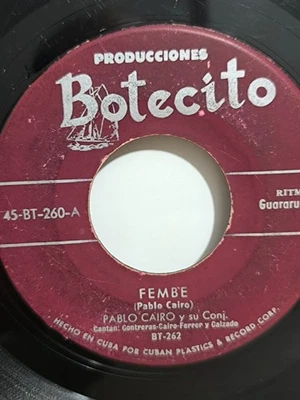 PRODUCCIONES
Botecito
45-BT-260-A
RITM
Guararu
FEMBE
(Pablo Cairo)
PABLO CAIRO y su Conj.
Cantan: Contreras-Cairo-Ferrer y Calzado
BT-262
HECHO EN CUBA POR CUBAN PLASTICS & RECORD CORP.